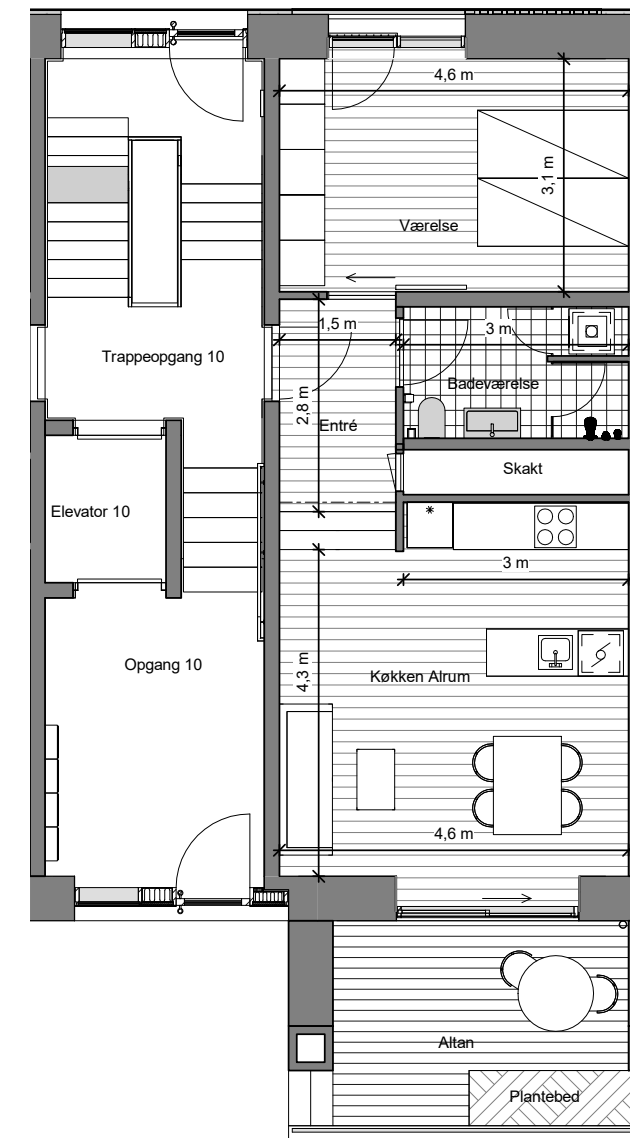 4,6 m
3,1 m
Værelse
1,5 m
3 m
Trappeopgang 10
Badeværelse
2,8 m
Entré
Skakt
Elevator 10
*
3 m
Opgang 10
4,3 m
Køkken Alrum
4,6 m
Altan
Plantebed